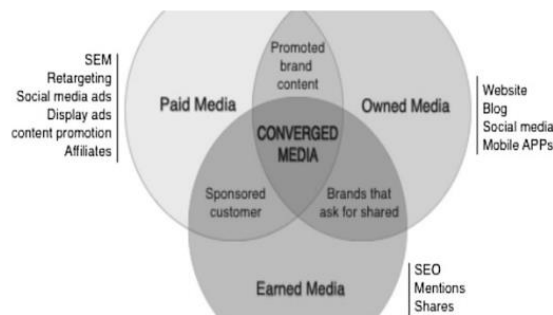 Promoted
brand
content
SEM
Retargeting
Social media ads
Display ads
content promotion
Affiliates
Paid Media
Owned Media
Website
Blog
Social media
Mobile APPs
CONVERGED
MEDIA
Sponsored
customer
Brands that
ask for shared
Earned Media
SEO
Mentions
Shares